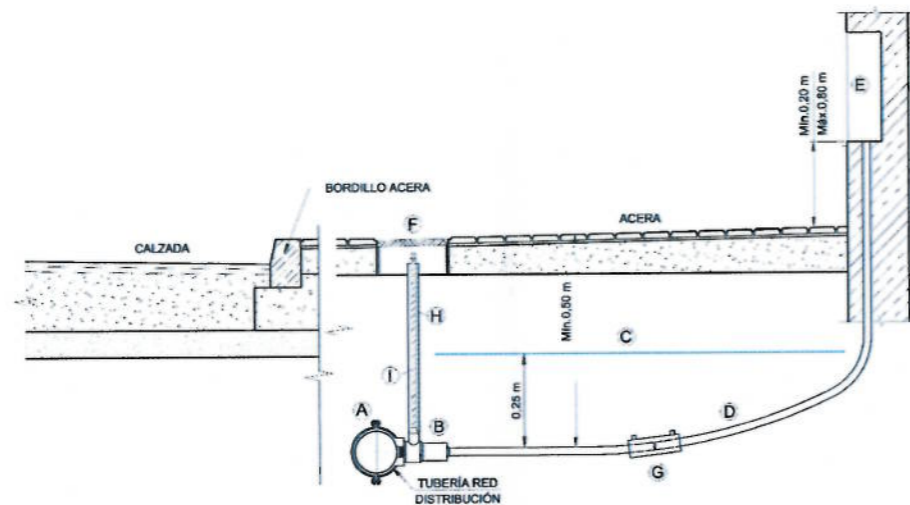 E
Mín.0,20 m
Máx.0,80 m
BORDILLO ACERA
F
ACERA
CALZADA
H
Mín.0,50 m
C
I
0,25 m
A
B
D
G
TUBERÍA RED
DISTRIBUCIÓN